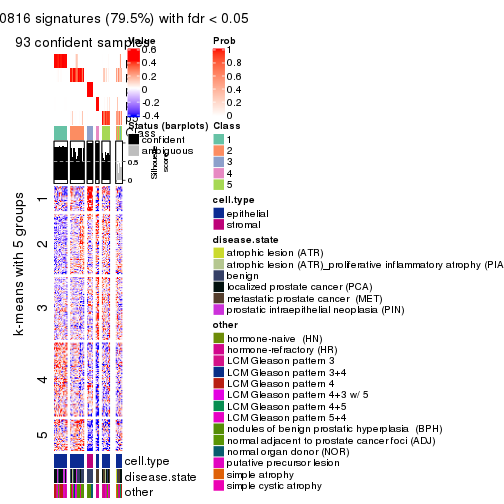 0816 signatures (79.5%) with fdr < 0.05
93 confident samples
Value
0.6
0.4
0.2
0
-0.2
-0.4
Prob
1
0.8
0.6
0.4
0.2
0
Status (barplots)
confident
ambiguous
Class
1
2
3
4
5
Class
0.5
0
Silhouette
score
k-means with 5 groups
1
2
3
4
5
cell.type
epithelial
stromal
disease.state
atrophic lesion (ATR)
atrophic lesion (ATR)_proliferative inflammatory atrophy (PIA
benign
localized prostate cancer (PCA)
metastatic prostate cancer (MET)
prostatic intraepithelial neoplasia (PIN)
other
hormone-naive (HN)
hormone-refractory (HR)
LCM Gleason pattern 3
LCM Gleason pattern 3+4
LCM Gleason pattern 4
LCM Gleason pattern 4+3 w/ 5
LCM Gleason pattern 4+5
LCM Gleason pattern 5+4
nodules of benign prostatic hyperplasia (BPH)
normal adjacent to prostate cancer foci (ADJ)
normal organ donor (NOR)
putative precursor lesion
simple atrophy
simple cystic atrophy
cell.type
disease.state
other